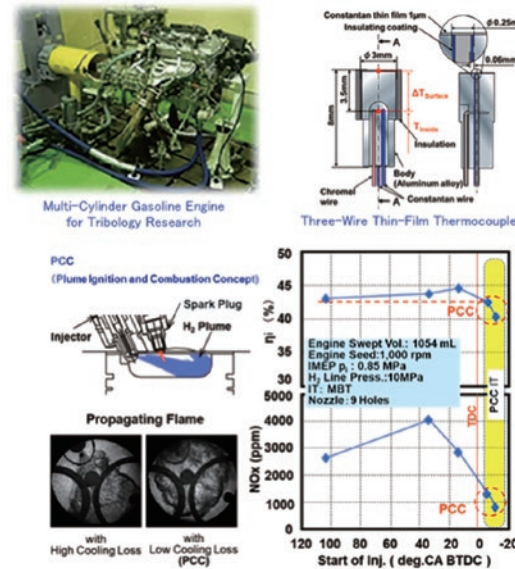 Multi-Cylinder Gasoline Engine
for Tribology Research
Constantan thin film 1μm
Insulating coating
φ0.25m
A
φ3mm
0.06mm
3.5mm
8mm
ΔTSurface
TInside
Insulation
Body
(Aluminum alloy)
Chromel
wire
A
Constantan wire
Three-Wire Thin-Film Thermocouple
PCC
(Plume Ignition and Combustion Concept)
Spark Plug
Injector
H2 Plume
Propagating Flame
with
High Cooling Loss
with
Low Cooling Loss
(PCC)
50
45
40
35
30
ηi (%)
PCC
Engine Swept Vol.: 1054 mL
Engine Seed:1,000 rpm
IMEP pi : 0.85 MPa
H2 Line Press.:10MPa
IT: MBT
Nozzle: 9 Holes
TDC
PCC IT
5000
4000
3000
2000
1000
0
NOx (ppm)
PCC
120 100 80 60 40 20 0 -20
Start of Inj. ( deg.CA BTDC)